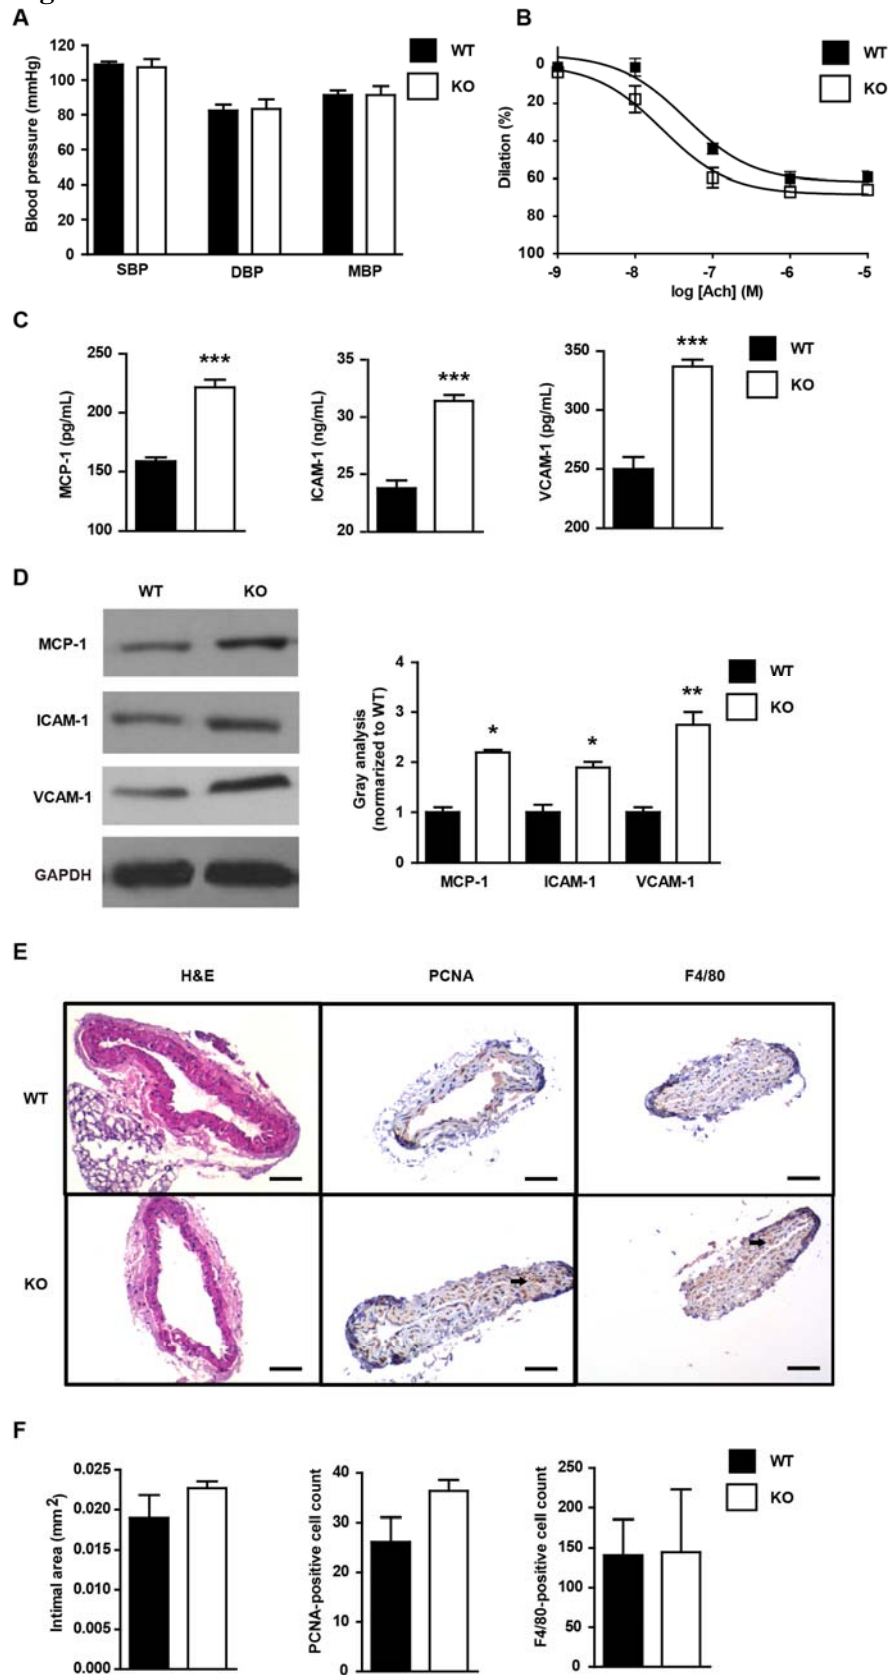 A
Blood pressure (mmHg)
120
100
80
60
40
20
0
SBP
DBP
MBP
WT
KO
B
Dilation (%)
0
20
40
60
80
100
-9
-8
-7
-6
-5
log [Ach] (M)
WT
KO
C
MCP-1 (pg/mL)
250
200
150
100
***
ICAM-1 (ng/mL)
35
30
25
20
***
VCAM-1 (pg/mL)
350
300
250
200
***
WT
KO
D
WT KO
MCP-1
ICAM-1
VCAM-1
GAPDH
Gray analysis
(normarized to WT)
4
3
2
1
0
*
*
**
MCP-1
ICAM-1
VCAM-1
WT
KO
E
H&E PCNA F4/80
WT
KO
F
Intimal area (mm2)
0.025
0.020
0.015
0.010
0.005
0.000
PCNA-positive cell count
40
30
20
10
0
F4/80-positive cell count
250
200
150
100
50
0
WT
KO